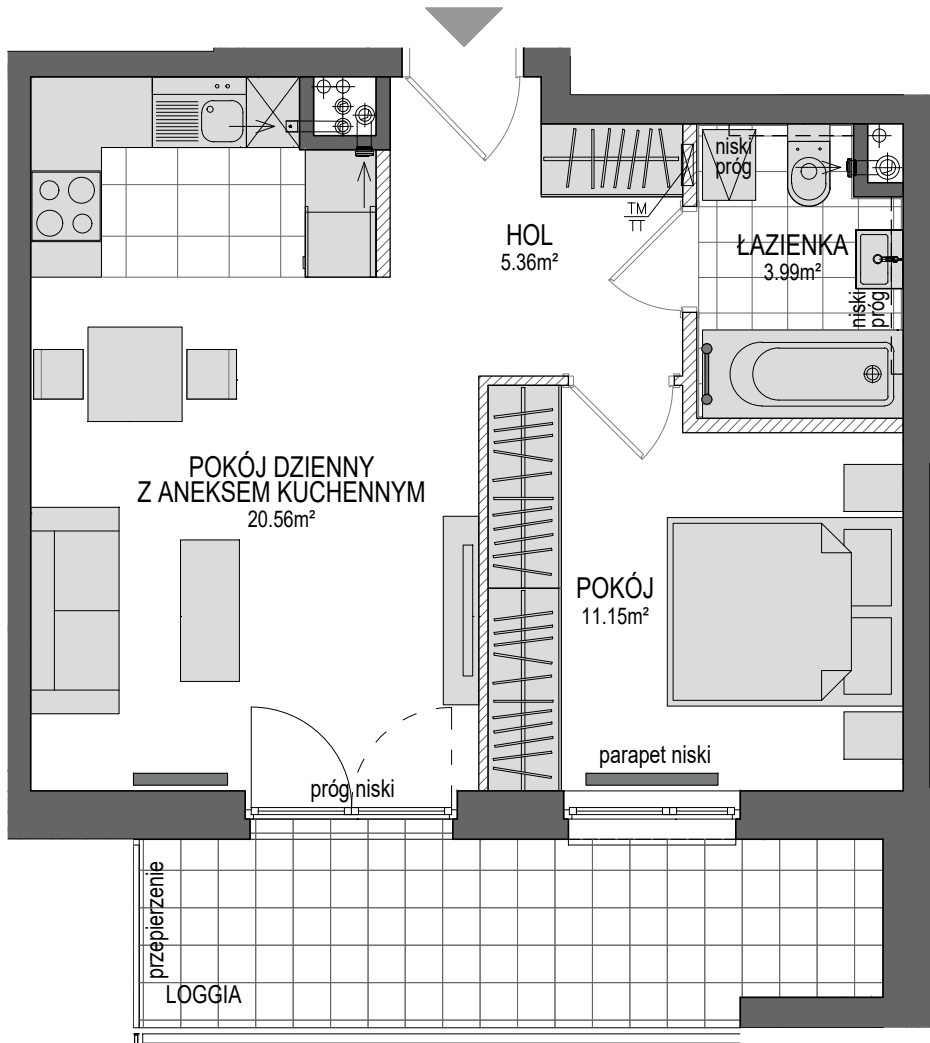 niski
próg
TM
TT
HOL
5.36m²
ŁAZIENKA
3.99m²
niski
próg
POKÓJ DZIENNY
Z ANEKSEM KUCHENNYM
20.56m²
POKÓJ
11.15m²
parapet niski
próg niski
przepierzenie
LOGGIA